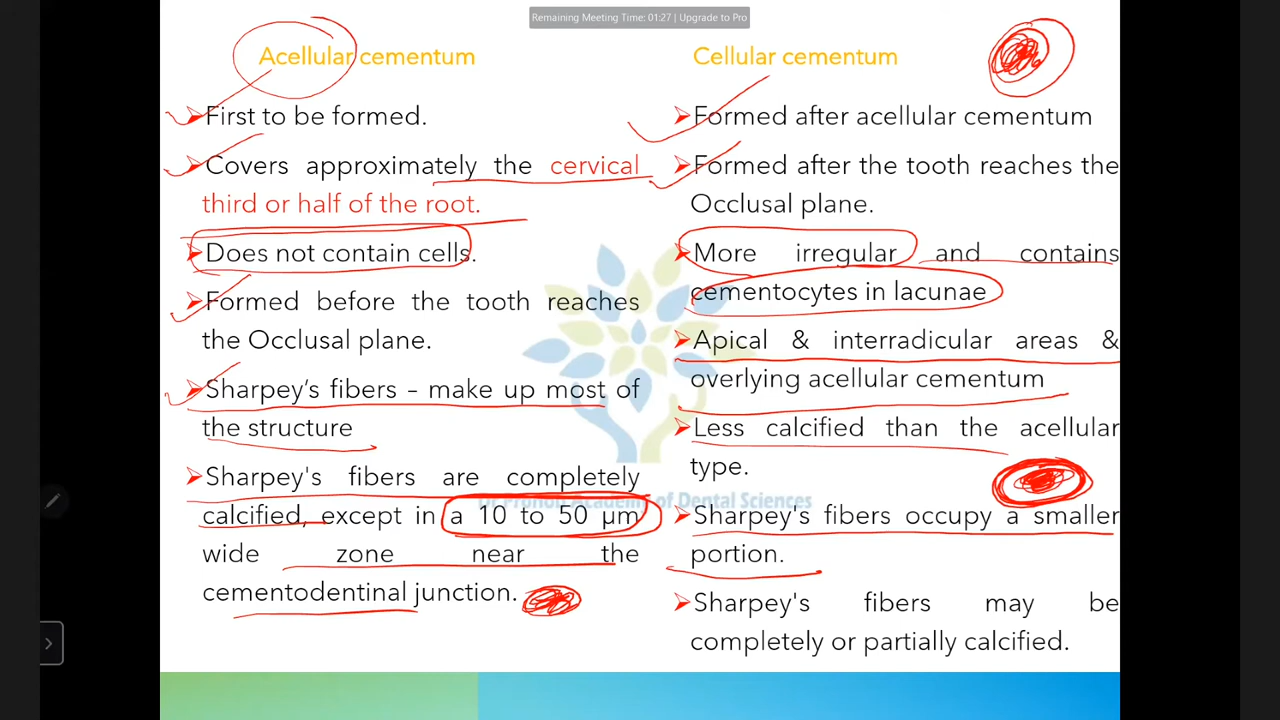 Remaining Meeting Time: 01:27 | Upgrade to Pro
Acellular cementum
First to be formed.
Covers approximately the cervical
third or half of the root.
Does not contain cells.
Formed before the tooth reaches
the Occlusal plane.
Sharpey's fibers – make up most of
the structure
Sharpey's fibers are completely
calcified, except in a 10 to 50 µm
wide zone near the
cementodentinal junction.
Cellular cementum
Formed after acellular cementum
Formed after the tooth reaches the
Occlusal plane.
More irregular and contains
cementocytes in lacunae
Apical & interradicular areas &
overlying acellular cementum
Less calcified than the acellular
type.
Sharpey's fibers occupy a smaller
portion.
Sharpey's fibers may be
completely or partially calcified.
Academy of Dental Sciences